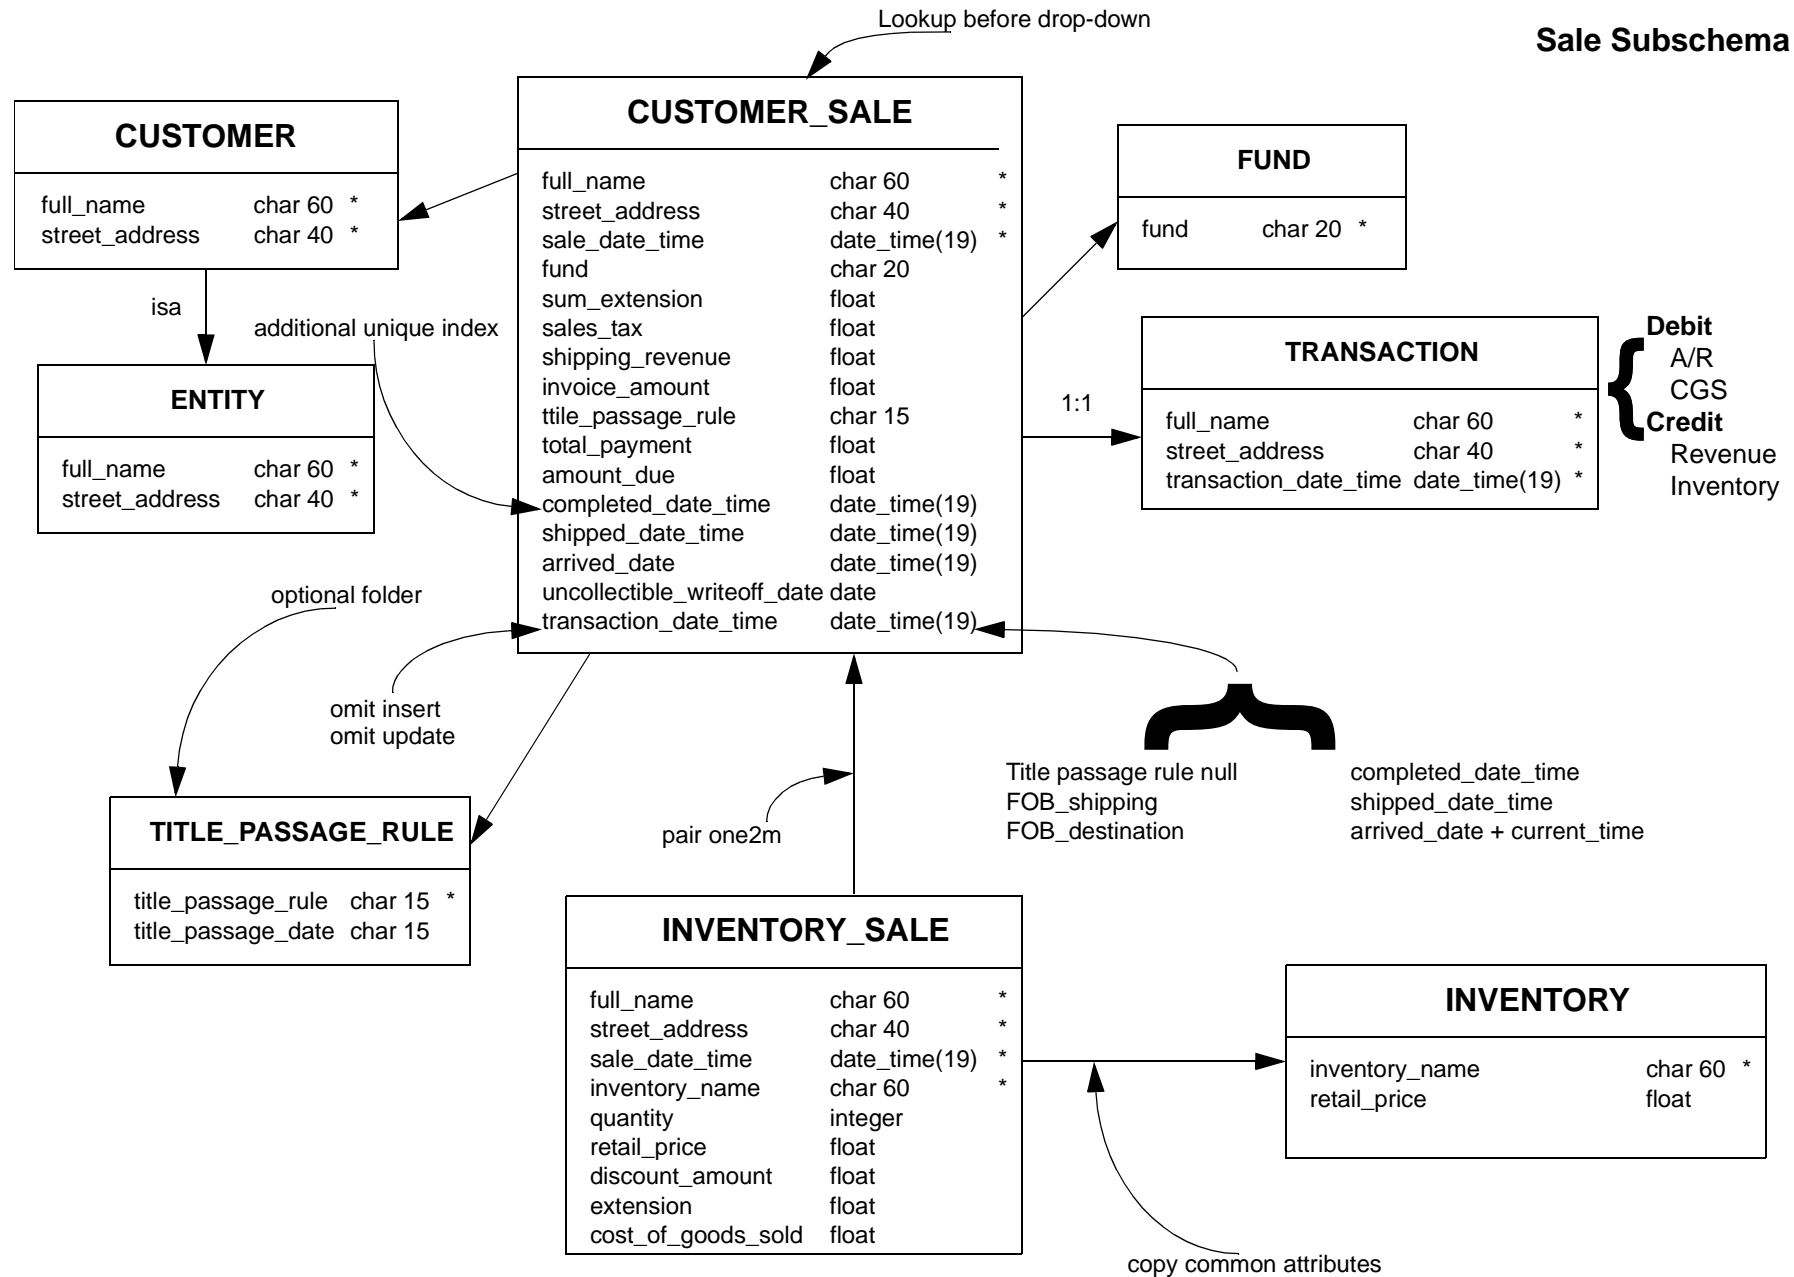 Lookup before drop-down
Sale Subschema
CUSTOMER
full_name char 60 *
street_address char 40 *
isa
ENTITY
full_name char 60 *
street_address char 40 *
additional unique index
CUSTOMER_SALE
full_name char 60 *
street_address char 40 *
sale_date_time date_time(19) *
fund char 20
sum_extension float
sales_tax float
shipping_revenue float
invoice_amount float
ttile_passage_rule char 15
total_payment float
amount_due float
completed_date_time date_time(19)
shipped_date_time date_time(19)
arrived_date date_time(19)
uncollectible_writeoff_date date
transaction_date_time date_time(19)
FUND
fund char 20 *
1:1
TRANSACTION
full_name char 60 *
street_address char 40 *
transaction_date_time date_time(19) *
{
Debit
A/R
CGS
Credit
Revenue
Inventory
optional folder
omit insert
omit update
TITLE_PASSAGE_RULE
title_passage_rule char 15 *
title_passage_date char 15
pair one2m
{
Title passage rule null completed_date_time
FOB_shipping shipped_date_time
FOB_destination arrived_date + current_time
INVENTORY_SALE
full_name char 60 *
street_address char 40 *
sale_date_time date_time(19) *
inventory_name char 60 *
quantity integer
retail_price float
discount_amount float
extension float
cost_of_goods_sold float
INVENTORY
inventory_name char 60 *
retail_price float
copy common attributes